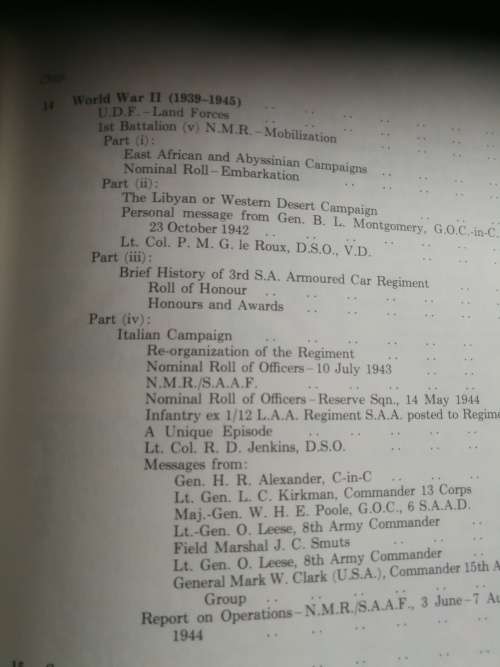 Chap
14 World War II (1939–1945)
U.D.F.–Land Forces .. .. .. .. ..
1st Battalion (v) N.M.R.–Mobilization .. .. .. ..
Part (i):
East African and Abyssinian Campaigns .. .. .. ..
Nominal Roll–Embarkation .. .. .. ..
Part (ii):
The Libyan or Western Desert Campaign .. .. ..
Personal message from Gen. B. L. Montgomery, G.O.C.-in-C.
23 October 1942 .. .. .. .. ..
Lt. Col. P. M. G. le Roux, D.S.O., V.D. .. .. ..
Part (iii):
Brief History of 3rd S.A. Armoured Car Regiment ..
Roll of Honour .. .. .. .. ..
Honours and Awards .. .. .. .. ..
Part (iv):
Italian Campaign .. .. .. .. ..
Re-organization of the Regiment .. .. ..
Nominal Roll of Officers–10 July 1943 .. ..
N.M.R./S.A.A.F. .. .. .. .. ..
Nominal Roll of Officers–Reserve Sqn., 14 May 1944
Infantry ex 1/12 L.A.A. Regiment S.A.A. posted to Regime
A Unique Episode .. .. .. .. ..
Lt. Col. R. D. Jenkins, D.S.O. .. .. ..
Messages from:
Gen. H. R. Alexander, C-in-C .. .. ..
Lt. Gen. L. C. Kirkman, Commander 13 Corps
Maj.-Gen. W. H. E. Poole, G.O.C., 6 S.A.A.D.
Lt.-Gen. O. Leese, 8th Army Commander ..
Field Marshal J. C. Smuts .. .. ..
Lt. Gen. O. Leese, 8th Army Commander ..
General Mark W. Clark (U.S.A.), Commander 15th A
Group .. .. .. .. .. ..
Report on Operations–N.M.R./S.A.A.F., 3 June–7 Au
1944 .. .. .. .. ..